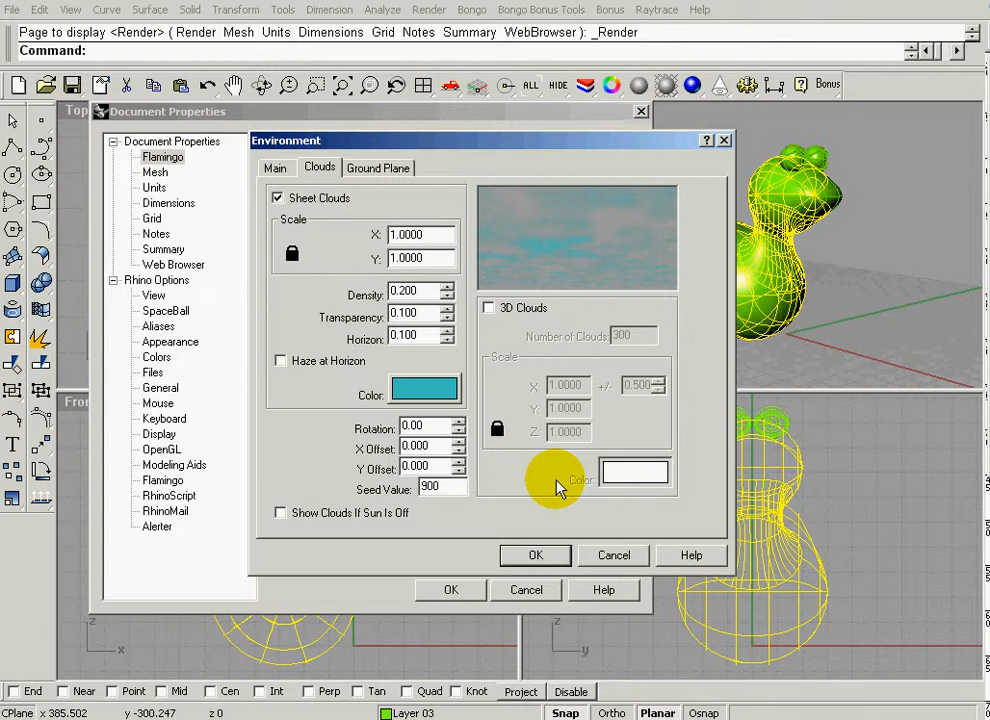 File Edit View Curve Surface Solid Transform Tools Dimension Analyze Render Bongo Bongo Bonus Tools Bonus Raytrace Help
Page to display <Render> ( Render Mesh Units Dimensions Grid Notes Summary WebBrowser ): _Render
Command:
ALL HIDE Bonus
Top
Document Properties
Document Properties
Flamingo
Mesh
Units
Dimensions
Grid
Notes
Summary
Web Browser
Rhino Options
View
SpaceBall
Aliases
Appearance
Colors
Files
General
Mouse
Keyboard
Display
OpenGL
Modeling Aids
Flamingo
RhinoScript
RhinoMail
Alerter
OK Cancel Help
Environment
Main Clouds Ground Plane
Sheet Clouds
Scale
X: 1.0000
Y: 1.0000
Density: 0.200
Transparency: 0.100
Horizon: 0.100
Haze at Horizon
Color:
Rotation: 0.00
X Offset: 0.000
Y Offset: 0.000
Seed Value: 900
Show Clouds If Sun Is Off
3D Clouds
Number of Clouds: 300
Scale
X: 1.0000 +/- 0.500
Y: 1.0000
Z: 1.0000
Color:
OK Cancel Help
Fron
z
x
z
y
End Near Point Mid Cen Int Perp Tan Quad Knot Project Disable
CPlane x 385.502 y -300.247 z 0 Layer 03 Snap Ortho Planar Osnap